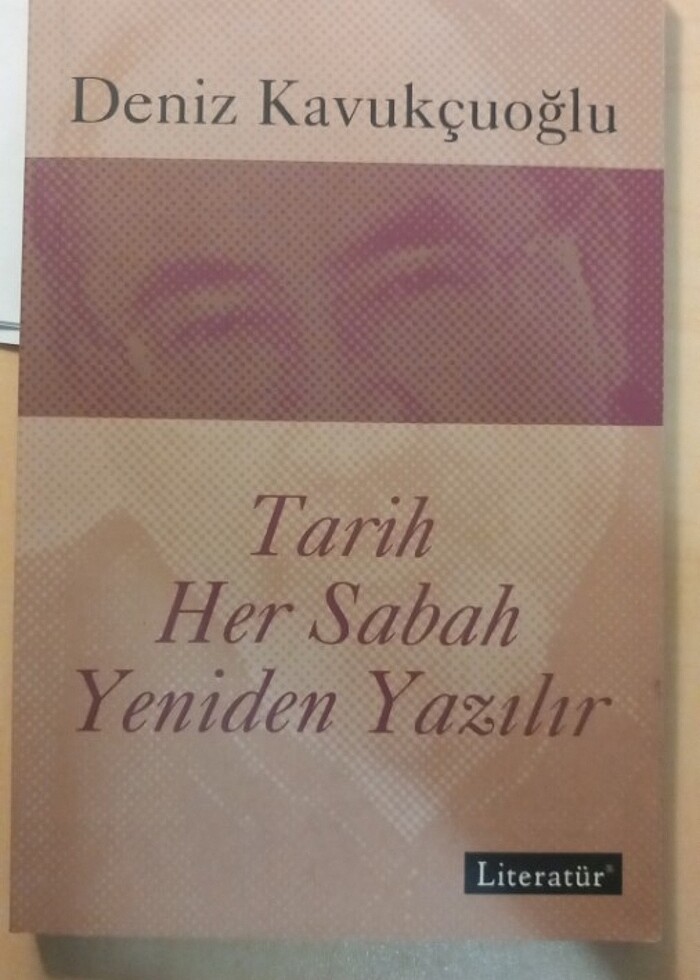 Deniz Kavukçuoğlu
Tarih
Her Sabah
Yeniden Yazılır
Literatür®